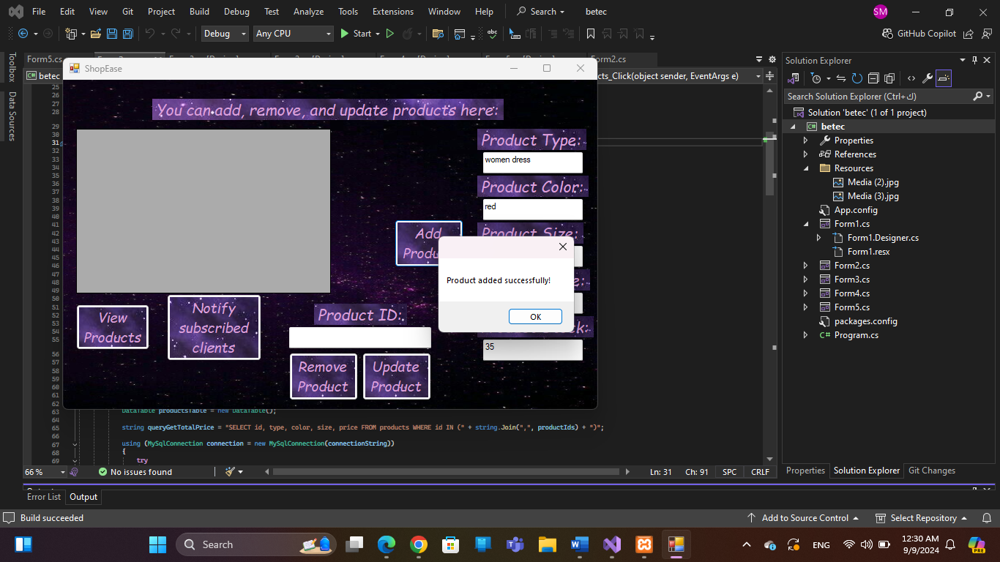 File Edit View Git Project Build Debug Test Analyze Tools Extensions Window Help Search betec SM
Debug Any CPU Start GitHub Copilot
Toolbox
Data Sources
Form5.cs Form2.cs
betec cts_Click(object sender, EventArgs e)
ShopEase
You can add, remove, and update products here:
Product Type:
women dress
Product Color:
red
Product Size:
Add
Product
Product added successfully!
OK
35
View
Products
Notify
subscribed
clients
Product ID:
Remove
Product
Update
Product
25
26
27
28
29
30
31
32
33
34
35
36
37
38
39
40
41
42
43
44
45
46
47
48
49
50
51
52
53
54
55
56
57
58
59
60
61
62
63 DataTable productsTable = new DataTable();
64
65 string queryGetTotalPrice = "SELECT id, type, color, size, price FROM products WHERE id IN (" + string.Join(",", productIds) + ")";
66
67 using (MySqlConnection connection = new MySqlConnection(connectionString))
68 {
69 try
66 % No issues found Ln: 31 Ch: 91 SPC CRLF
Error List Output
Build succeeded Add to Source Control Select Repository
Solution Explorer
Search Solution Explorer (Ctrl+ك)
Solution 'betec' (1 of 1 project)
betec
Properties
References
Resources
Media (2).jpg
Media (3).jpg
App.config
Form1.cs
Form1.Designer.cs
Form1.resx
Form2.cs
Form3.cs
Form4.cs
Form5.cs
packages.config
Program.cs
Properties Solution Explorer Git Changes
Search ENG 12:30 AM
9/9/2024
PRE